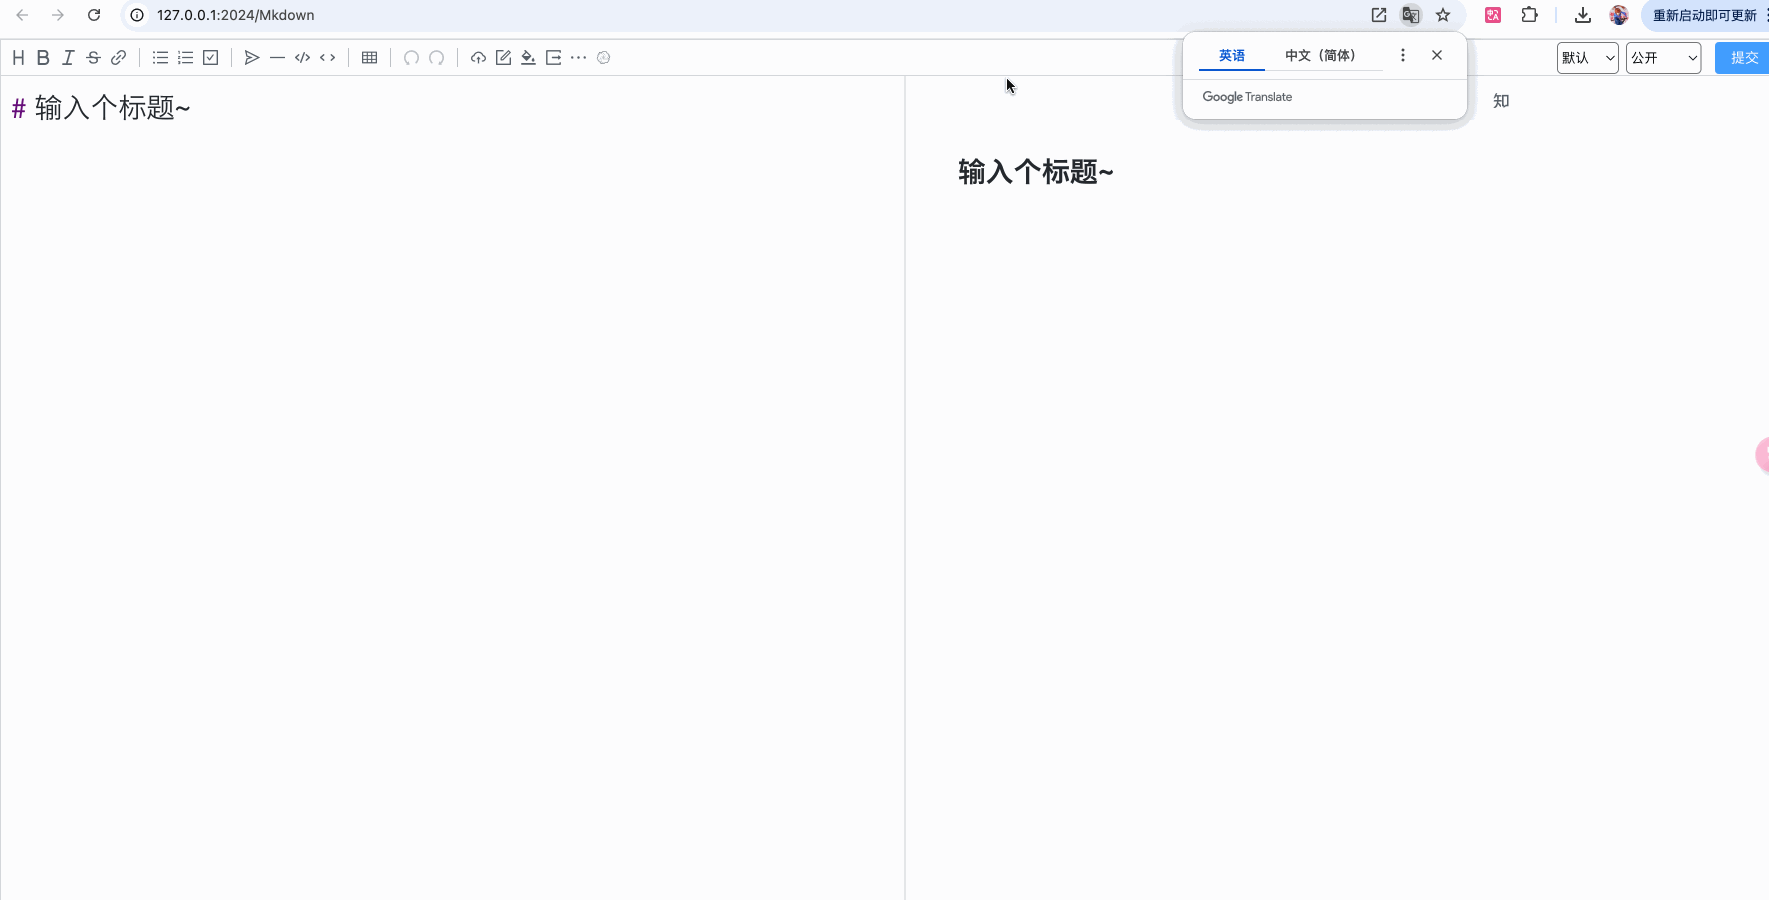 127.0.0.1:2024/Mkdown
重新启动即可更新
英语 中文（简体）
Google Translate
默认 公开 提交
# 输入个标题~
知
输入个标题~